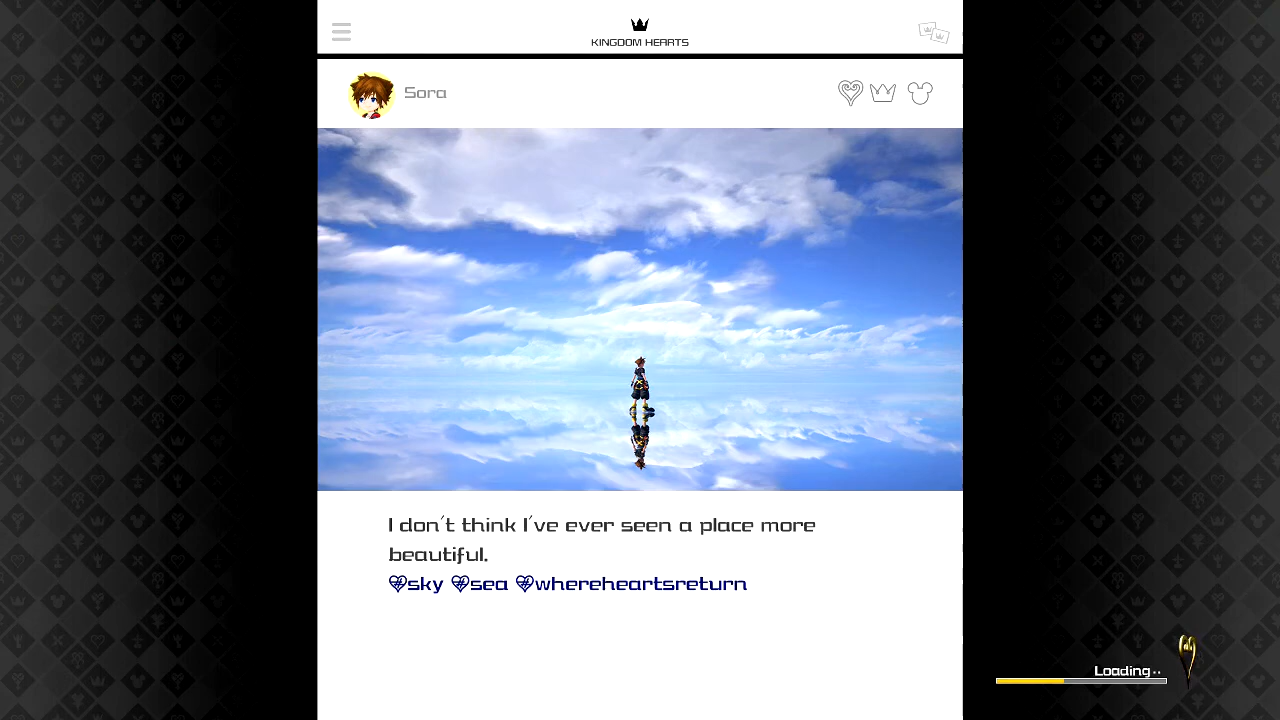 KINGDOM HEARTS
Sora
I don't think I've ever seen a place more
beautiful.
#sky #sea #whereheartsreturn
Loading..